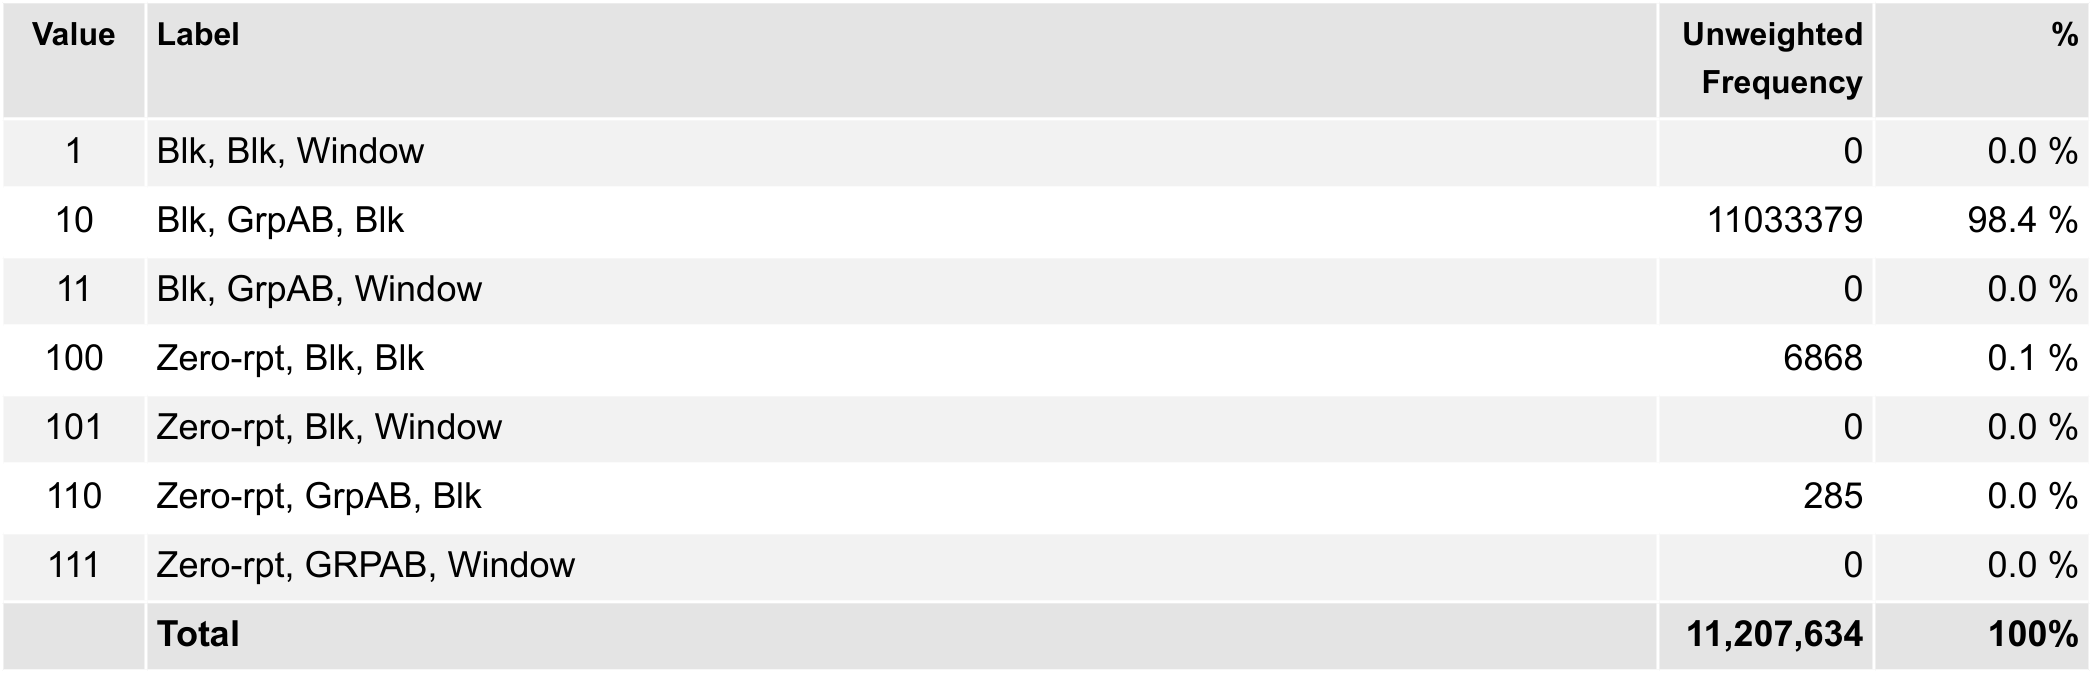 Value Label Unweighted Frequency %
1 Blk, Blk, Window 0 0.0 %
10 Blk, GrpAB, Blk 11033379 98.4 %
11 Blk, GrpAB, Window 0 0.0 %
100 Zero-rpt, Blk, Blk 6868 0.1 %
101 Zero-rpt, Blk, Window 0 0.0 %
110 Zero-rpt, GrpAB, Blk 285 0.0 %
111 Zero-rpt, GRPAB, Window 0 0.0 %
Total 11,207,634 100%